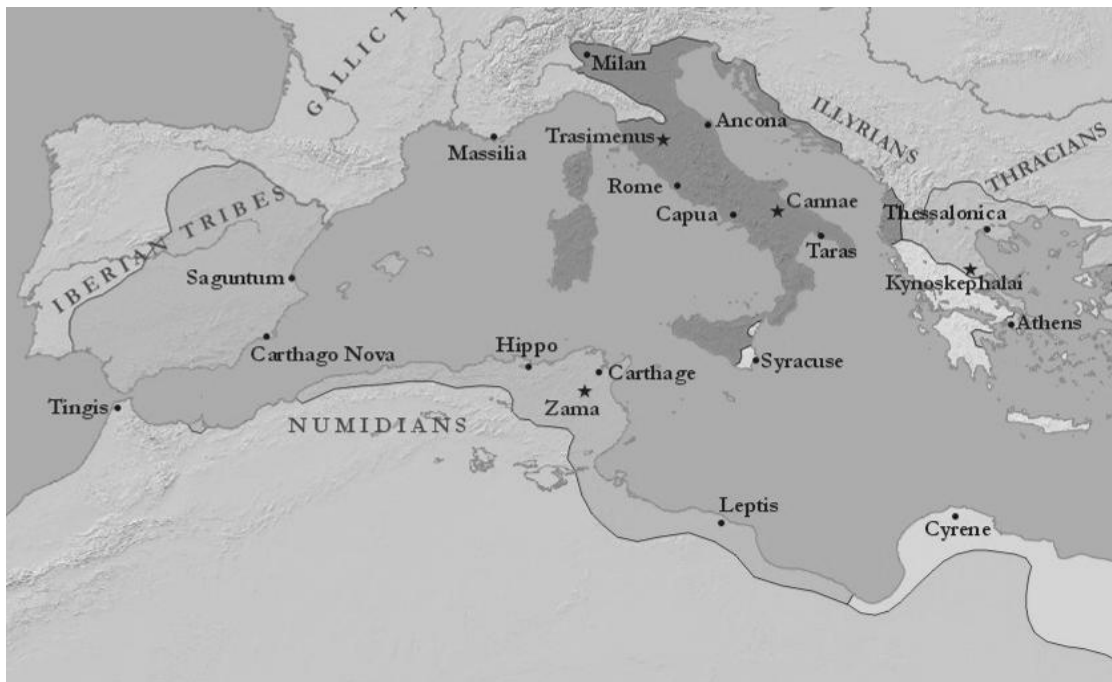 GALLIC T
Milan
ILLYRIANS
Ancona
Trasimenus
Massilia
THRACIANS
Rome
Cannae
Capua
Thessalonica
IBERIAN TRIBES
Taras
Saguntum
Kynoskephalai
Athens
Carthago Nova
Hippo
Syracuse
Carthage
Tingis
Zama
NUMIDIANS
Leptis
Cyrene